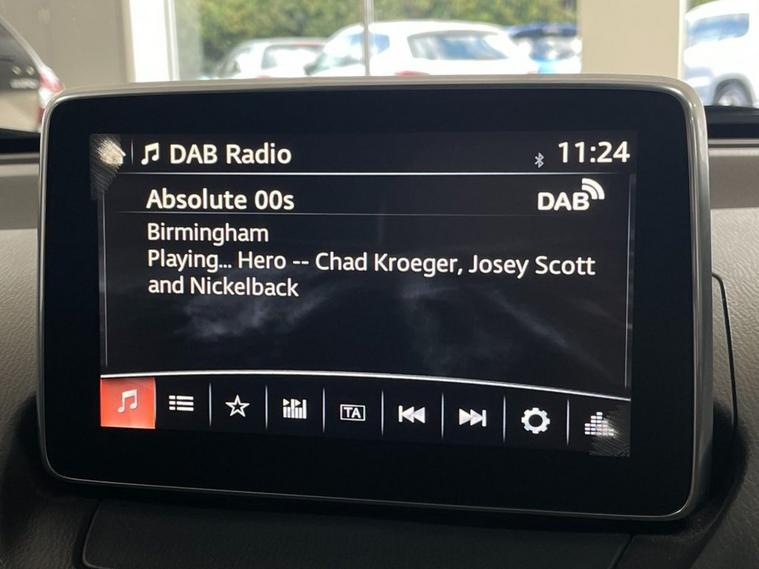 DAB Radio
11:24
Absolute 00s
DAB
Birmingham
Playing... Hero -- Chad Kroeger, Josey Scott
and Nickelback
TA